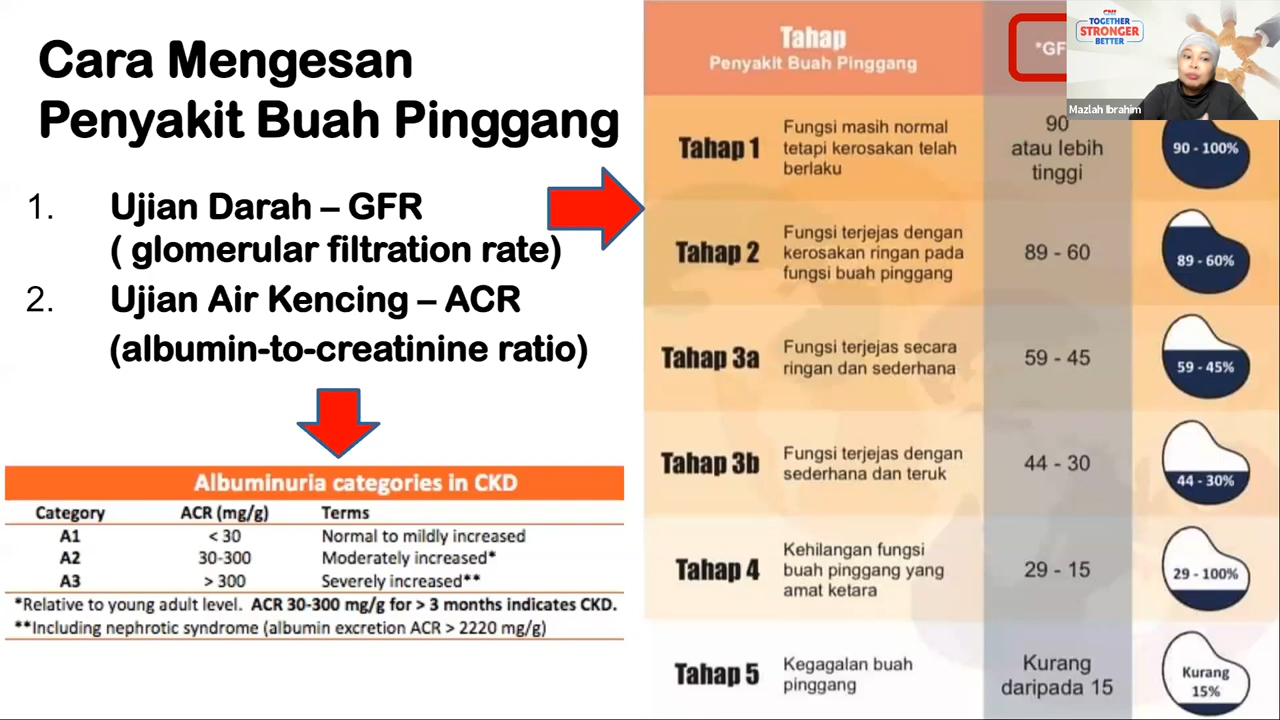 Cara Mengesan
Penyakit Buah Pinggang
1. Ujian Darah – GFR
( glomerular filtration rate)
2. Ujian Air Kencing – ACR
(albumin-to-creatinine ratio)
Albuminuria categories in CKD
Category ACR (mg/g) Terms
A1 < 30 Normal to mildly increased
A2 30-300 Moderately increased*
A3 > 300 Severely increased**
*Relative to young adult level. ACR 30-300 mg/g for > 3 months indicates CKD.
**Including nephrotic syndrome (albumin excretion ACR > 2220 mg/g)
Tahap
Penyakit Buah Pinggang
Tahap 1
Fungsi masih normal
tetapi kerosakan telah
berlaku
90
atau lebih
tinggi
90 - 100%
Tahap 2
Fungsi terjejas dengan
kerosakan ringan pada
fungsi buah pinggang
89 - 60
89 - 60%
Tahap 3a
Fungsi terjejas secara
ringan dan sederhana
59 - 45
59 - 45%
Tahap 3b
Fungsi terjejas dengan
sederhana dan teruk
44 - 30
44 - 30%
Tahap 4
Kehilangan fungsi
buah pinggang yang
amat ketara
29 - 15
29 - 100%
Tahap 5
Kegagalan buah
pinggang
Kurang
daripada 15
Kurang
15%
CNI
TOGETHER
STRONGER
BETTER
Mazlah Ibrahim